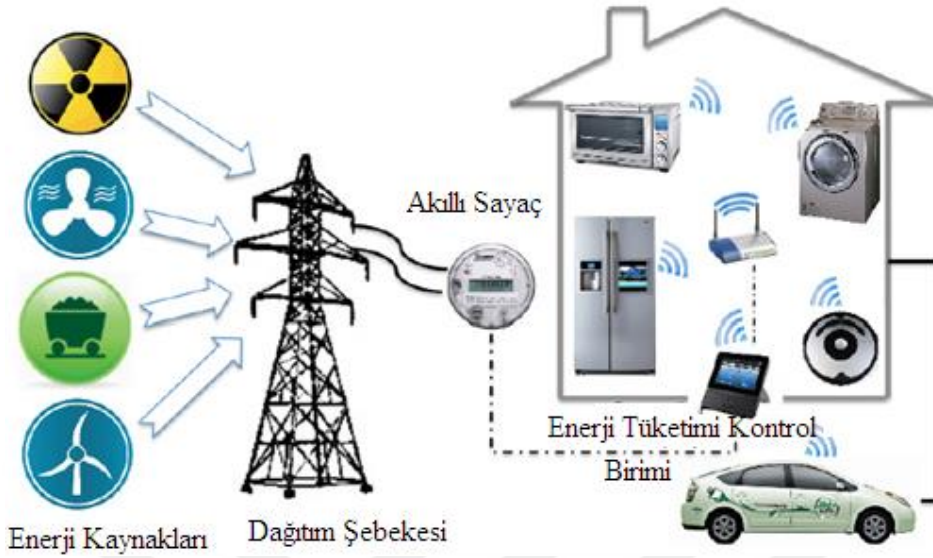 Akıllı Sayaç
Enerji Tüketimi Kontrol
Birimi
Enerji Kaynakları
Dağıtım Şebekesi